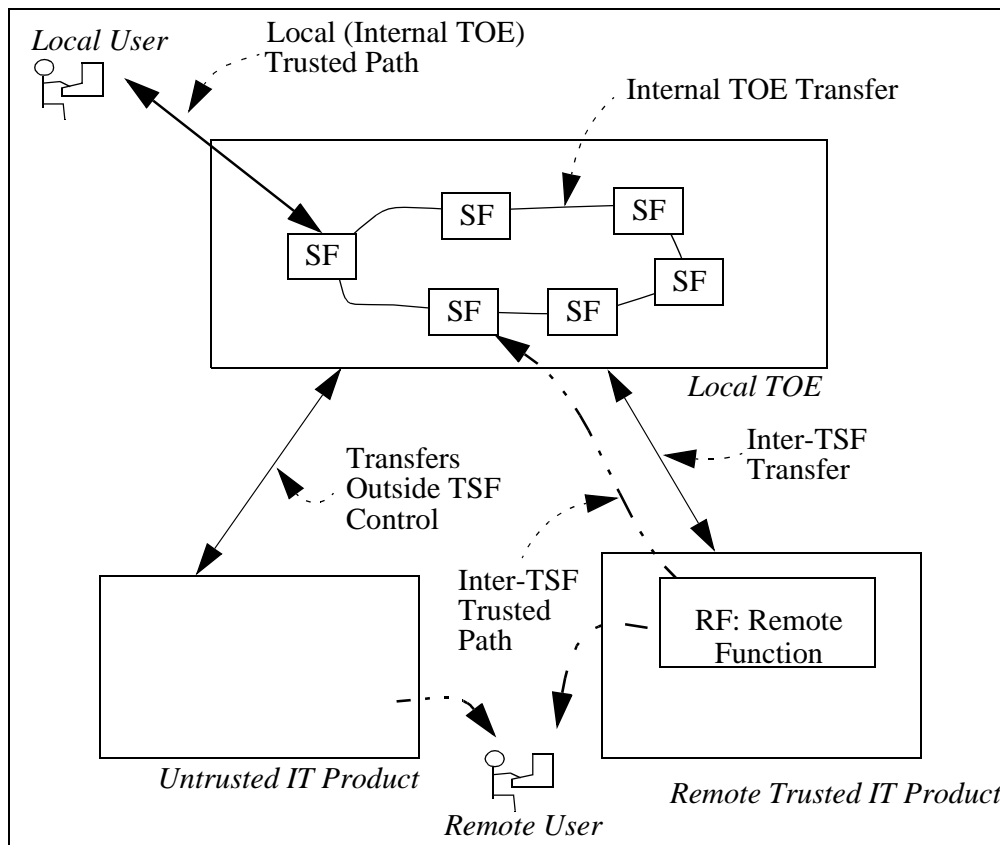 Local User
Local (Internal TOE)
Trusted Path
Internal TOE Transfer
SF
SF
SF
SF
SF
SF
Local TOE
Inter-TSF
Transfer
Transfers
Outside TSF
Control
Inter-TSF
Trusted
Path
RF: Remote
Function
Untrusted IT Product
Remote Trusted IT Product
Remote User